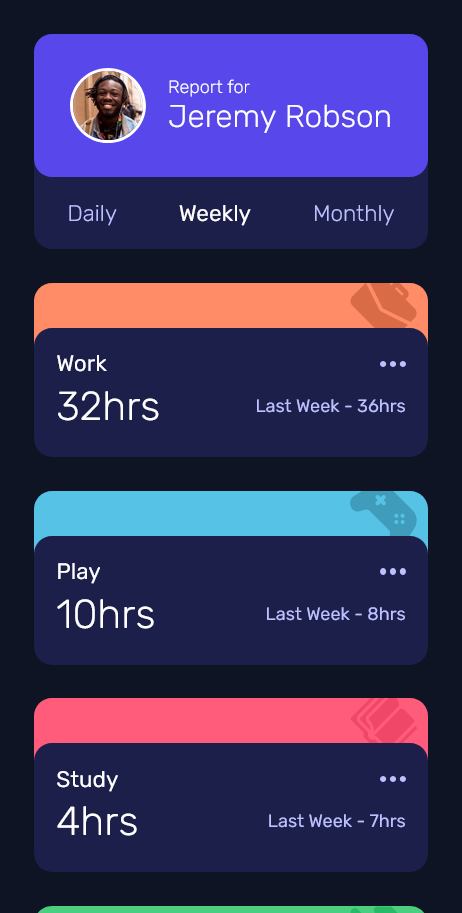 Report for
Jeremy Robson
Daily Weekly Monthly
Work
32hrs Last Week - 36hrs
Play
10hrs Last Week - 8hrs
Study
4hrs Last Week - 7hrs